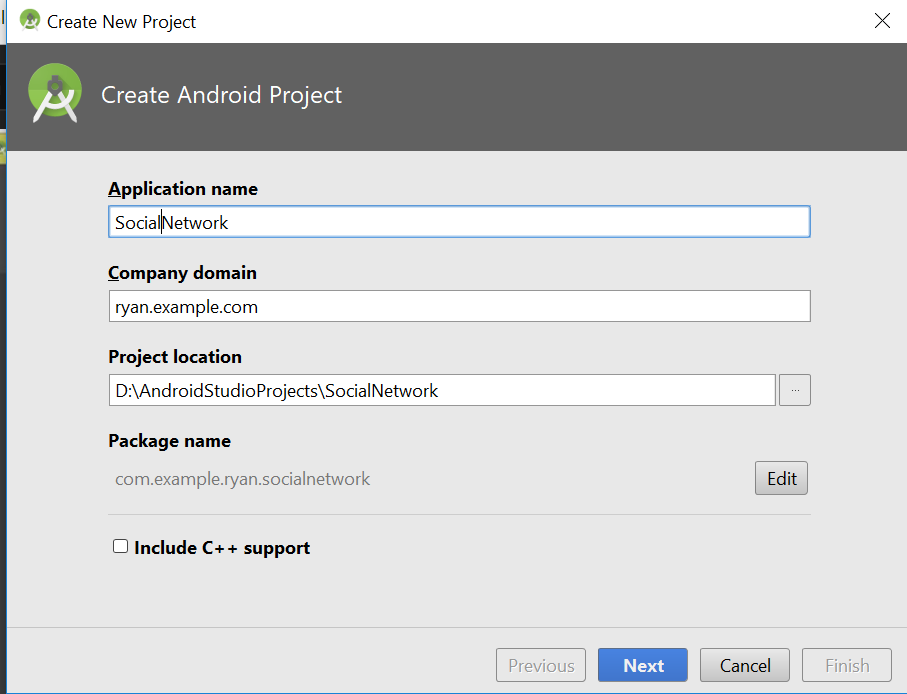 Create New Project
Create Android Project
Application name
SocialNetwork
Company domain
ryan.example.com
Project location
D:\AndroidStudioProjects\SocialNetwork
...
Package name
com.example.ryan.socialnetwork
Edit
Include C++ support
Previous
Next
Cancel
Finish